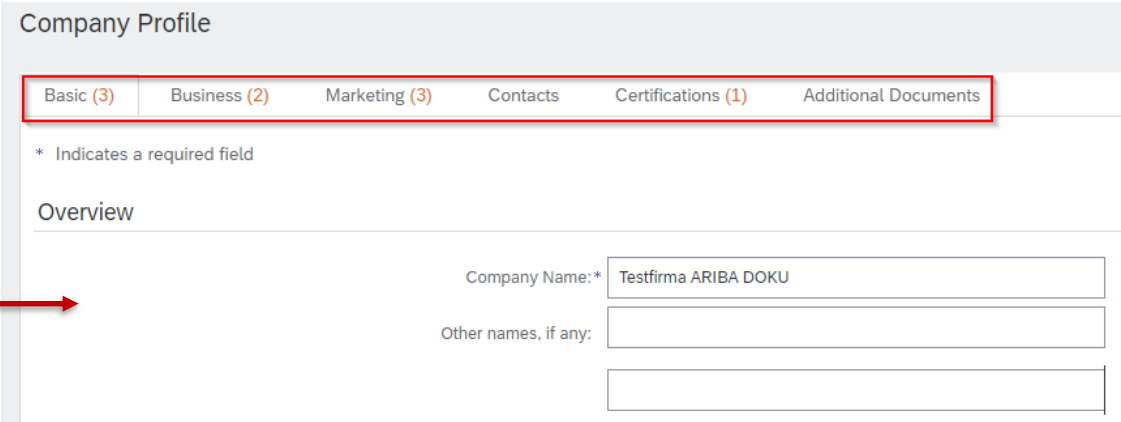 Company Profile
Basic (3) Business (2) Marketing (3) Contacts Certifications (1) Additional Documents
* Indicates a required field
Overview
Company Name:* Testfirma ARIBA DOKU
Other names, if any: